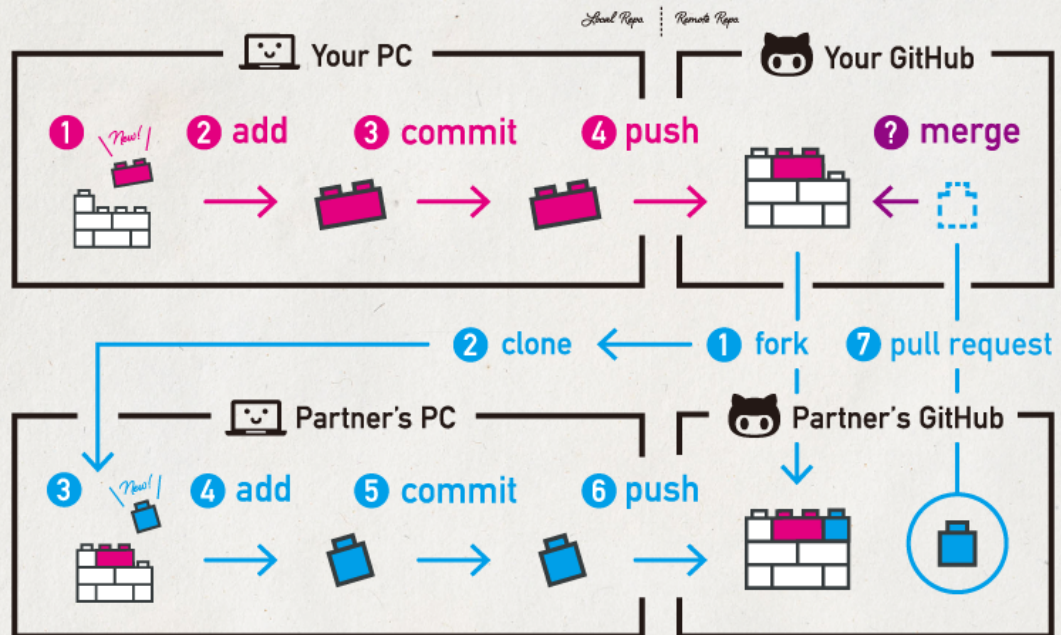 Local Repo. Remote Repo.
Your PC
Your GitHub
1 New! 2 add 3 commit 4 push ? merge
2 clone 1 fork 7 pull request
Partner's PC
Partner's GitHub
3 New! 4 add 5 commit 6 push